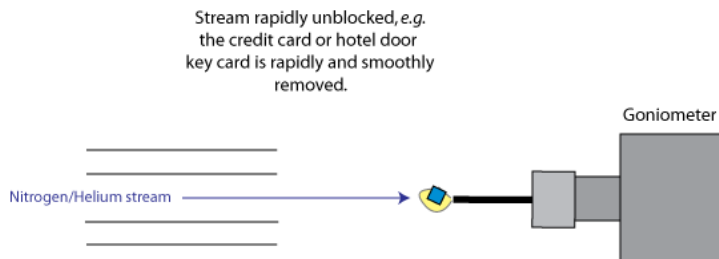 Stream rapidly unblocked, e.g.
the credit card or hotel door
key card is rapidly and smoothly
removed.
Goniometer
Nitrogen/Helium stream